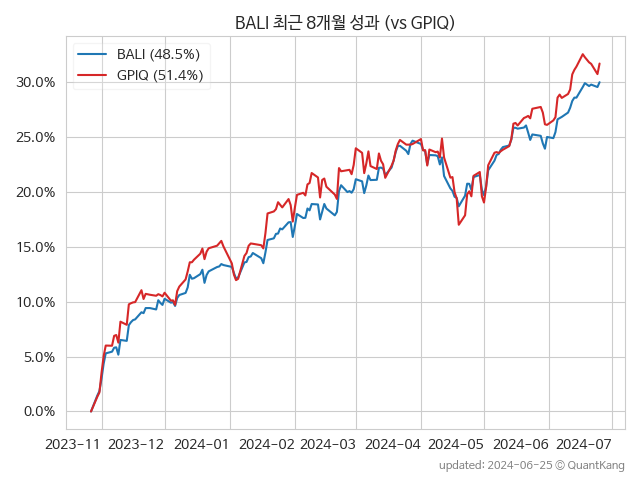 BALI 최근 8개월 성과 (vs GPIQ)
BALI (48.5%)
GPIQ (51.4%)
30.0%
25.0%
20.0%
15.0%
10.0%
5.0%
0.0%
2023-11 2023-12 2024-01 2024-02 2024-03 2024-04 2024-05 2024-06 2024-07
updated: 2024-06-25 © QuantKang